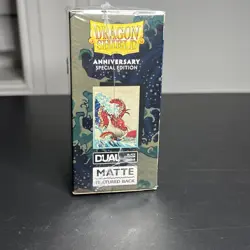 DRAGON
SHIELD
ANNIVERSARY
SPECIAL EDITION
DUAL
MATTE
TEXTURED BACK